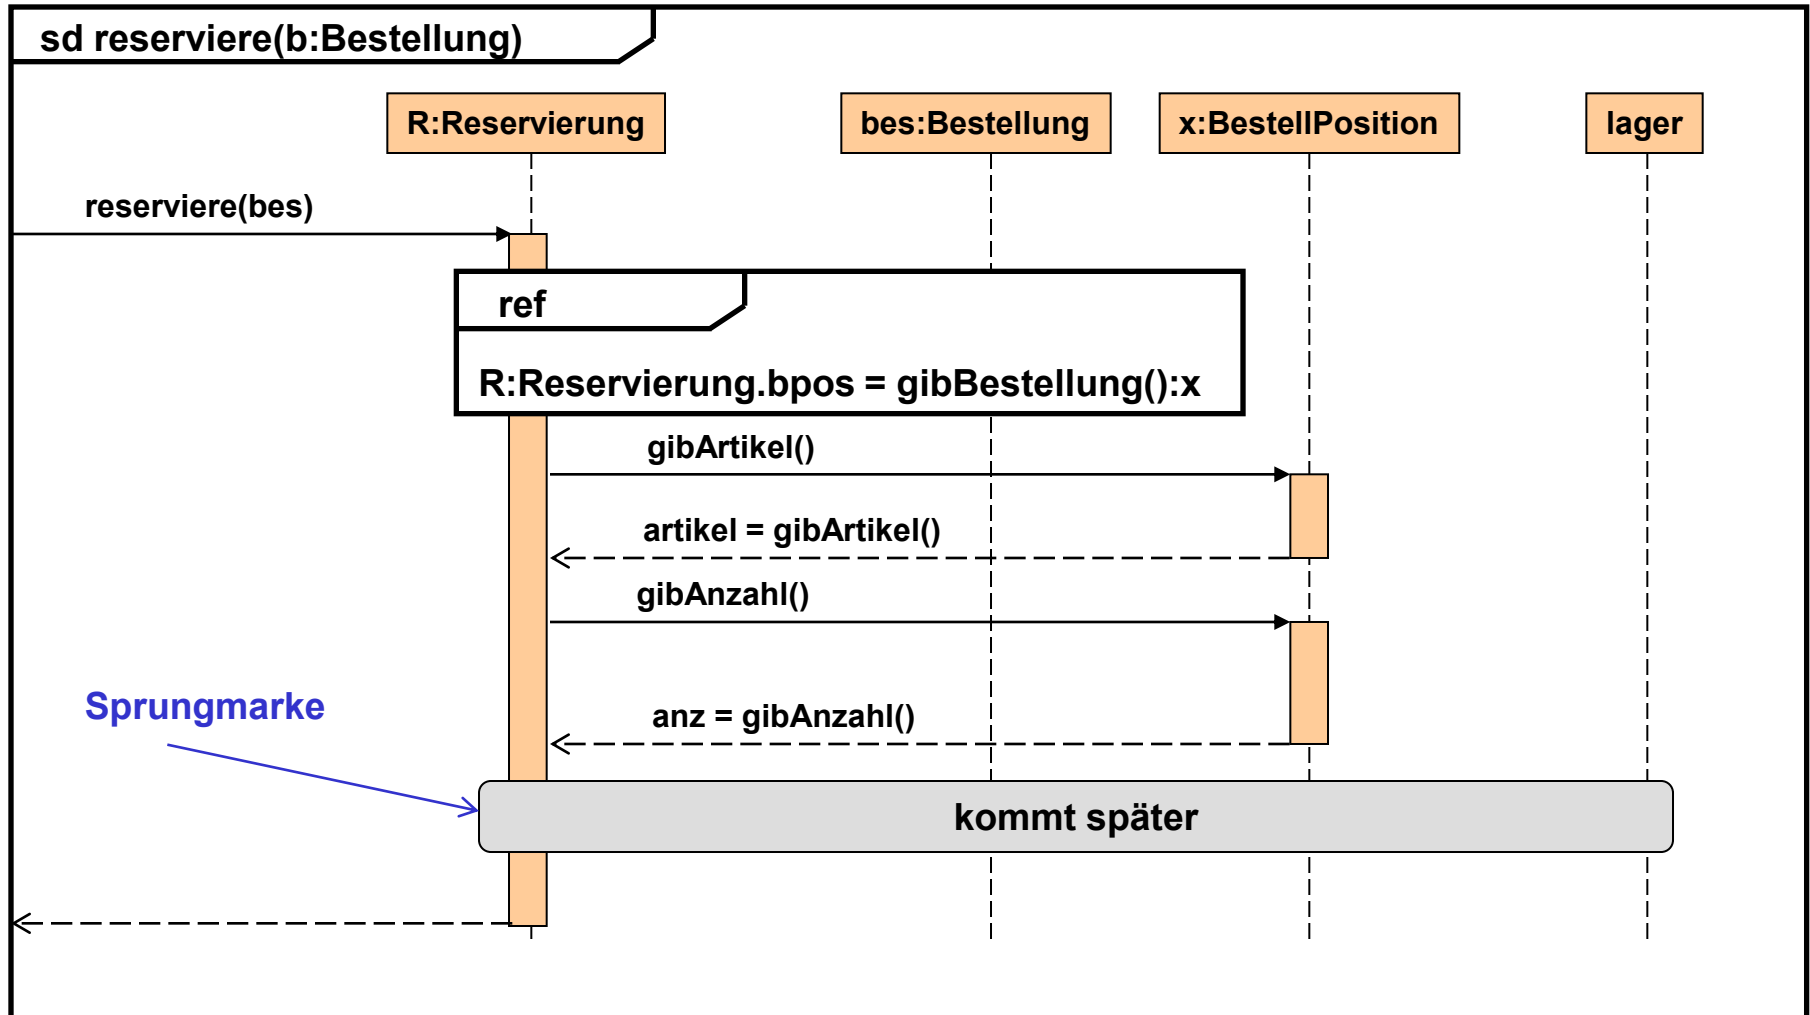 sd reserviere(b:Bestellung)
R:Reservierung
bes:Bestellung
x:BestellPosition
lager
reserviere(bes)
ref
R:Reservierung.bpos = gibBestellung():x
gibArtikel()
artikel = gibArtikel()
gibAnzahl()
Sprungmarke
anz = gibAnzahl()
kommt später